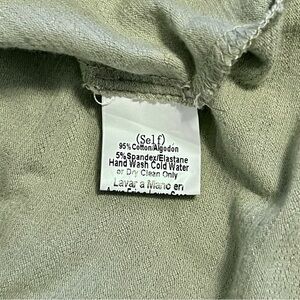 (Self)
95%Cotton/Algodon
5%Spandex/Elastane
Hand Wash Cold Water
or Dry Clean Only
Lavar a Mano en